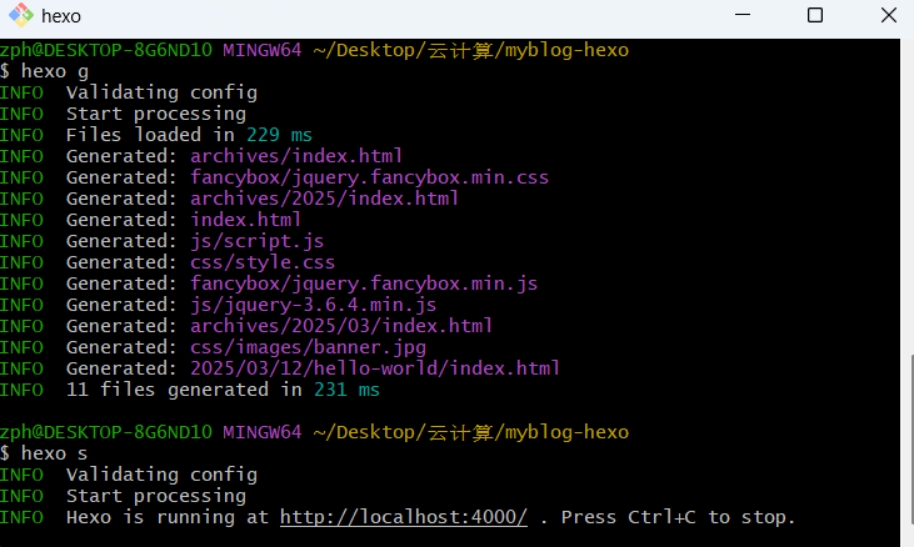 hexo
zph@DESKTOP-8G6ND10 MINGW64 ~/Desktop/云计算/myblog-hexo
$ hexo g
INFO  Validating config
INFO  Start processing
INFO  Files loaded in 229 ms
INFO  Generated: archives/index.html
INFO  Generated: fancybox/jquery.fancybox.min.css
INFO  Generated: archives/2025/index.html
INFO  Generated: index.html
INFO  Generated: js/script.js
INFO  Generated: css/style.css
INFO  Generated: fancybox/jquery.fancybox.min.js
INFO  Generated: js/jquery-3.6.4.min.js
INFO  Generated: archives/2025/03/index.html
INFO  Generated: css/images/banner.jpg
INFO  Generated: 2025/03/12/hello-world/index.html
INFO  11 files generated in 231 ms
zph@DESKTOP-8G6ND10 MINGW64 ~/Desktop/云计算/myblog-hexo
$ hexo s
INFO  Validating config
INFO  Start processing
INFO  Hexo is running at http://localhost:4000/ . Press Ctrl+C to stop.